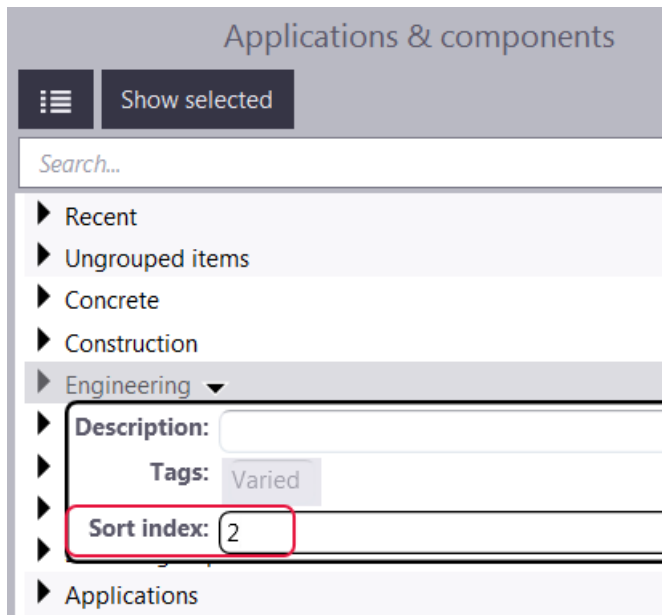 Applications & components
Show selected
Search...
Recent
Ungrouped items
Concrete
Construction
Engineering
Description:
Tags: Varied
Sort index: 2
Applications